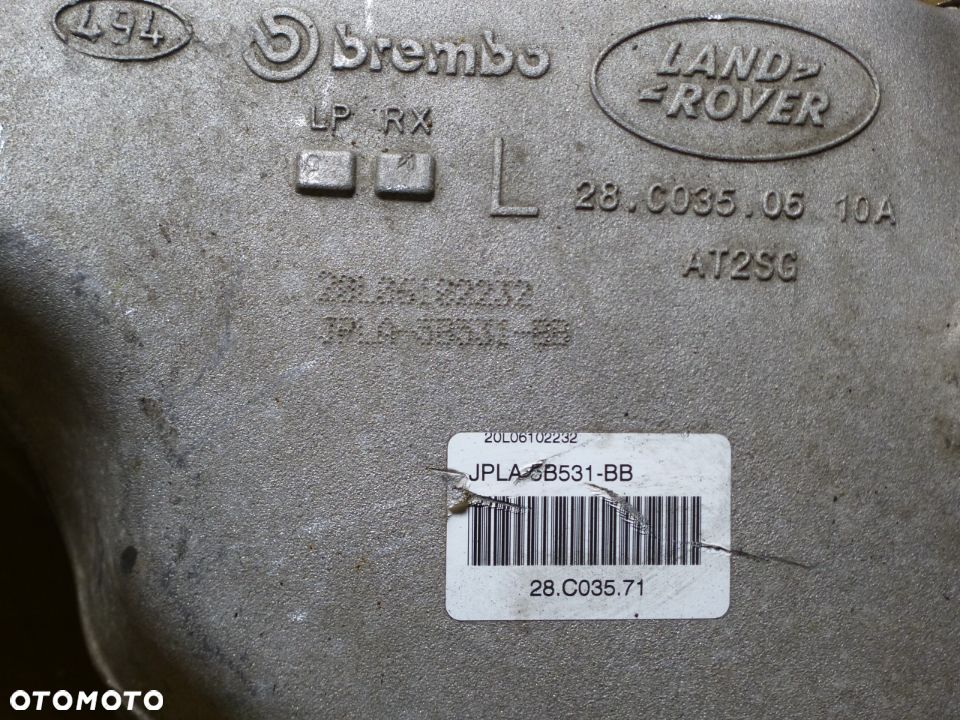 494
brembo
LAND
ROVER
LP RX
L
28.C035.05 10A
AT2SG
20L06102232
JPLA-5B531-BB
28.C035.71
OTOMOTO